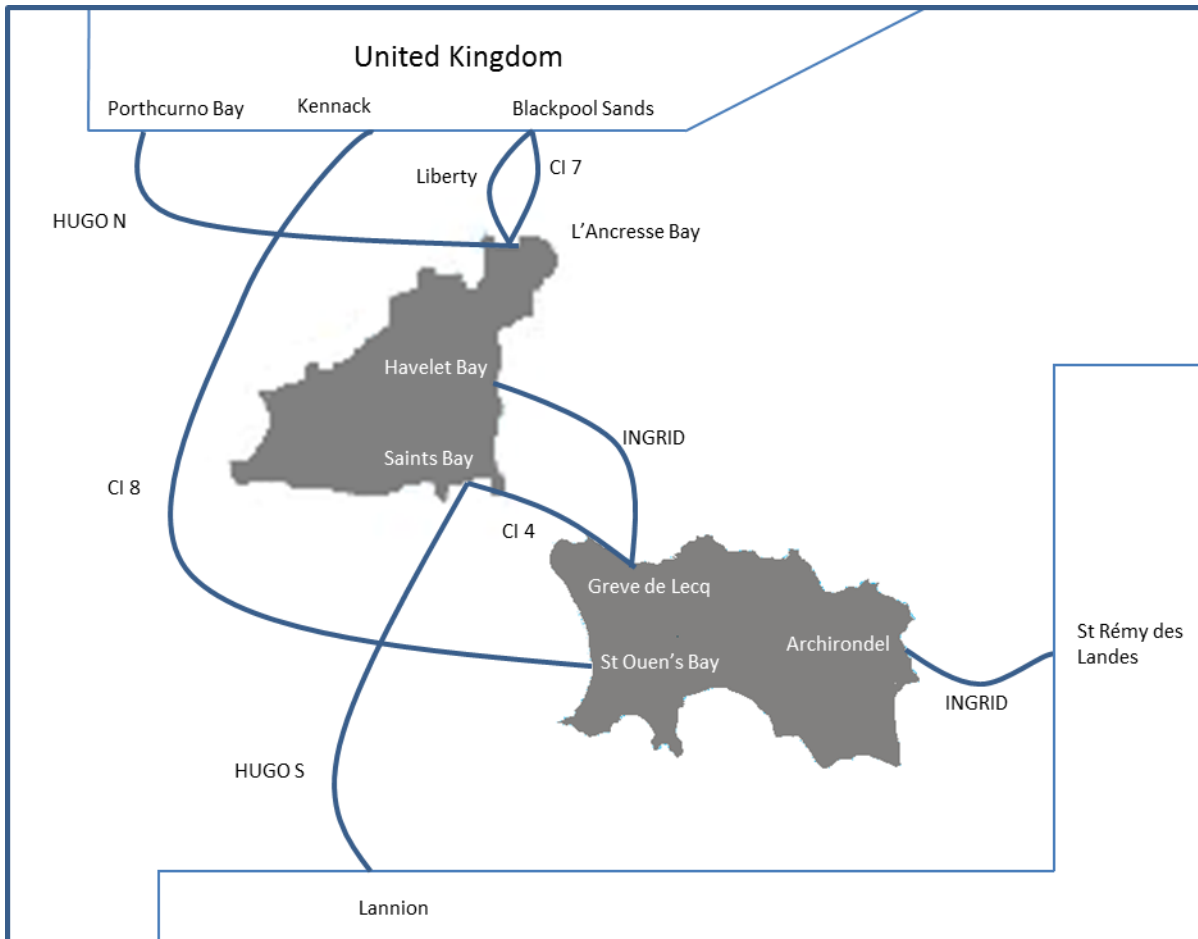 United Kingdom
Porthcurno Bay
Kennack
Blackpool Sands
Liberty
CI 7
HUGO N
L’Ancresse Bay
Havelet Bay
INGRID
Saints Bay
CI 8
CI 4
Greve de Lecq
Archirondel
St Rémy des
Landes
St Ouen’s Bay
INGRID
HUGO S
Lannion